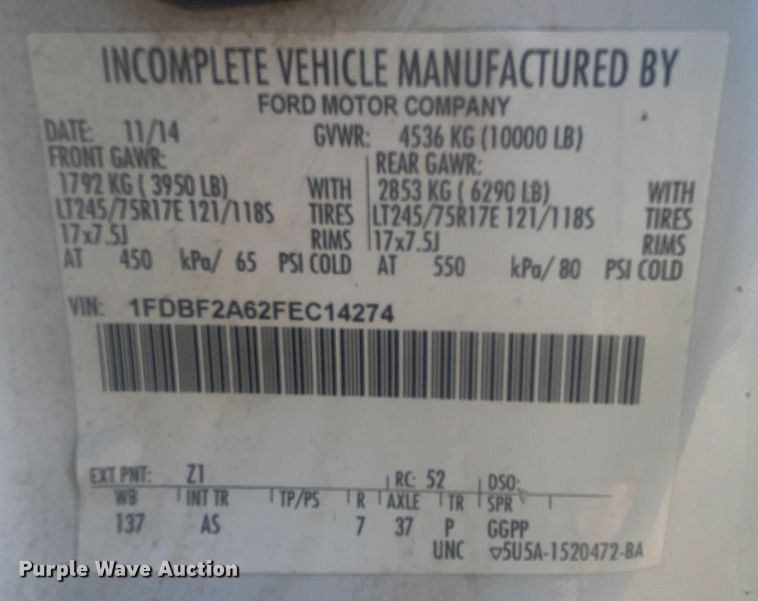 INCOMPLETE VEHICLE MANUFACTURED BY
FORD MOTOR COMPANY
DATE: 11/14 GVWR: 4536 KG (10000 LB)
FRONT GAWR: REAR GAWR:
1792 KG ( 3950 LB) WITH 2853 KG ( 6290 LB) WITH
LT245/75R17E 121/118S TIRES LT245/75R17E 121/118S TIRES
17x7.5J RIMS 17x7.5J RIMS
AT 450 kPa/ 65 PSI COLD AT 550 kPa/ 80 PSI COLD
VIN: 1FDBF2A62FEC14274
EXT PNT: Z1 RC: 52 DSO:
WB INT TR TP/PS R AXLE TR SPR
137 AS 7 37 P GGPP
UNC ▽5U5A-1520472-BA
Purple Wave Auction